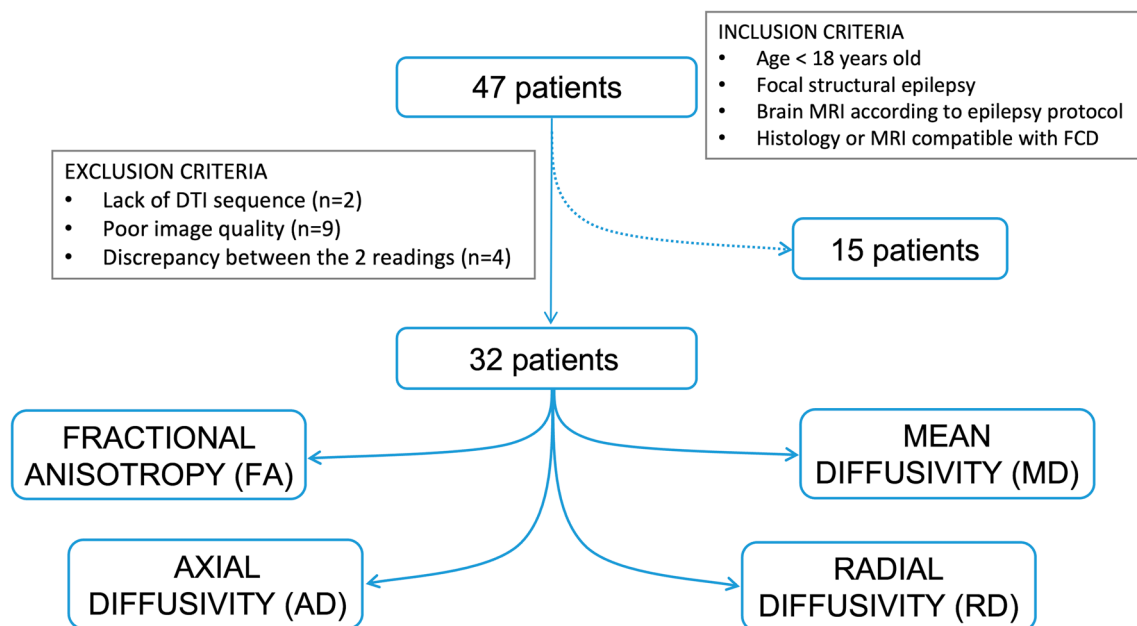 INCLUSION CRITERIA
• Age < 18 years old
• Focal structural epilepsy
• Brain MRI according to epilepsy protocol
• Histology or MRI compatible with FCD
47 patients
EXCLUSION CRITERIA
• Lack of DTI sequence (n=2)
• Poor image quality (n=9)
• Discrepancy between the 2 readings (n=4)
15 patients
32 patients
FRACTIONAL
ANISOTROPY (FA)
MEAN
DIFFUSIVITY (MD)
AXIAL
DIFFUSIVITY (AD)
RADIAL
DIFFUSIVITY (RD)